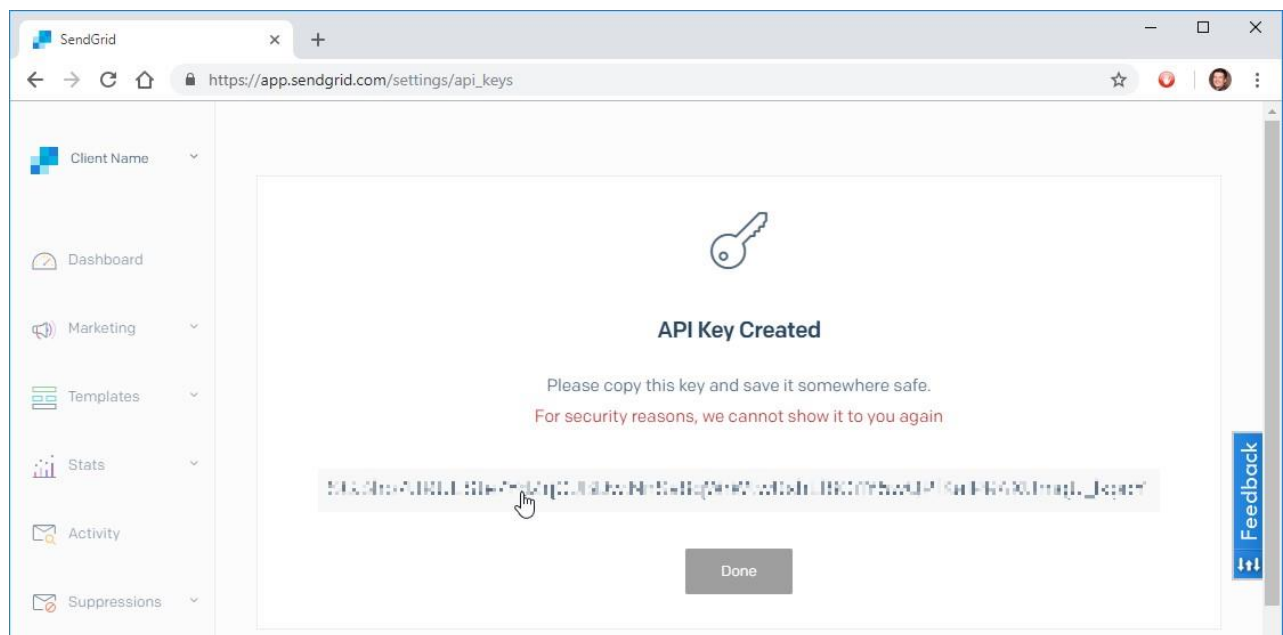 SendGrid
https://app.sendgrid.com/settings/api_keys
Client Name
Dashboard
Marketing
Templates
Stats
Activity
Suppressions
API Key Created
Please copy this key and save it somewhere safe.
For security reasons, we cannot show it to you again
Done
Feedback